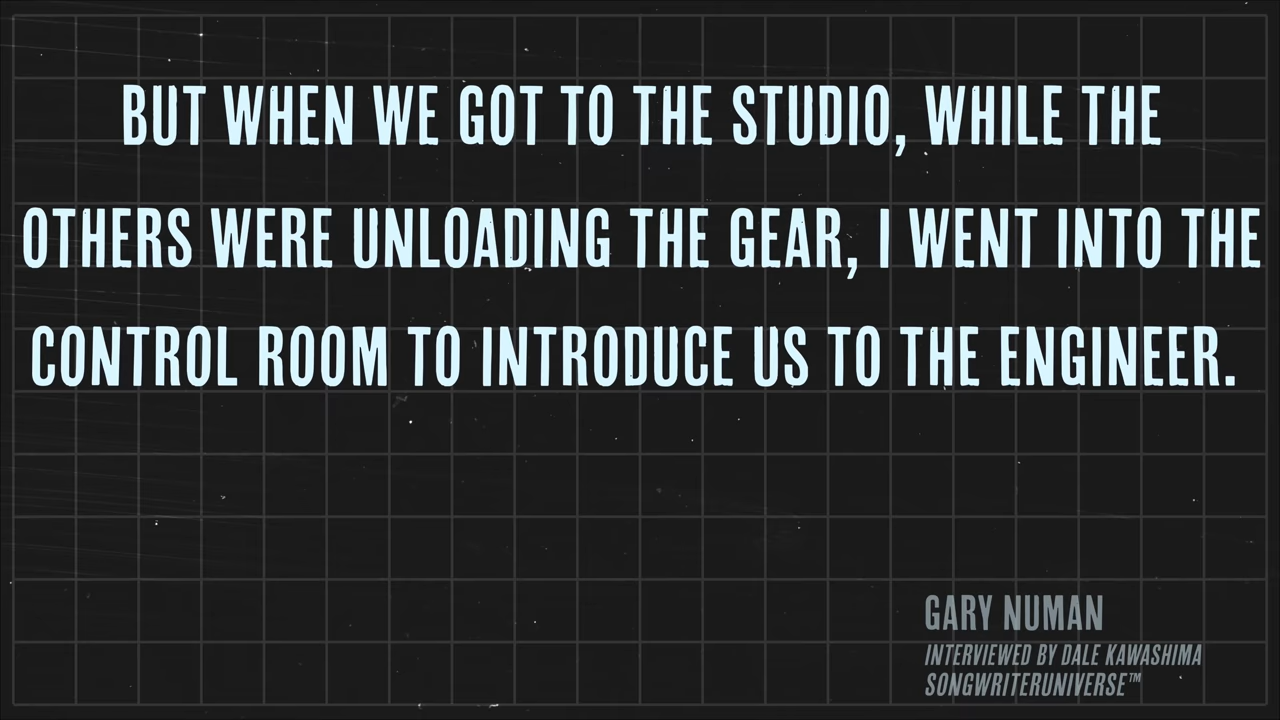 BUT WHEN WE GOT TO THE STUDIO, WHILE THE
OTHERS WERE UNLOADING THE GEAR, I WENT INTO THE
CONTROL ROOM TO INTRODUCE US TO THE ENGINEER.
GARY NUMAN
INTERVIEWED BY DALE KAWASHIMA
SONGWRITERUNIVERSE™